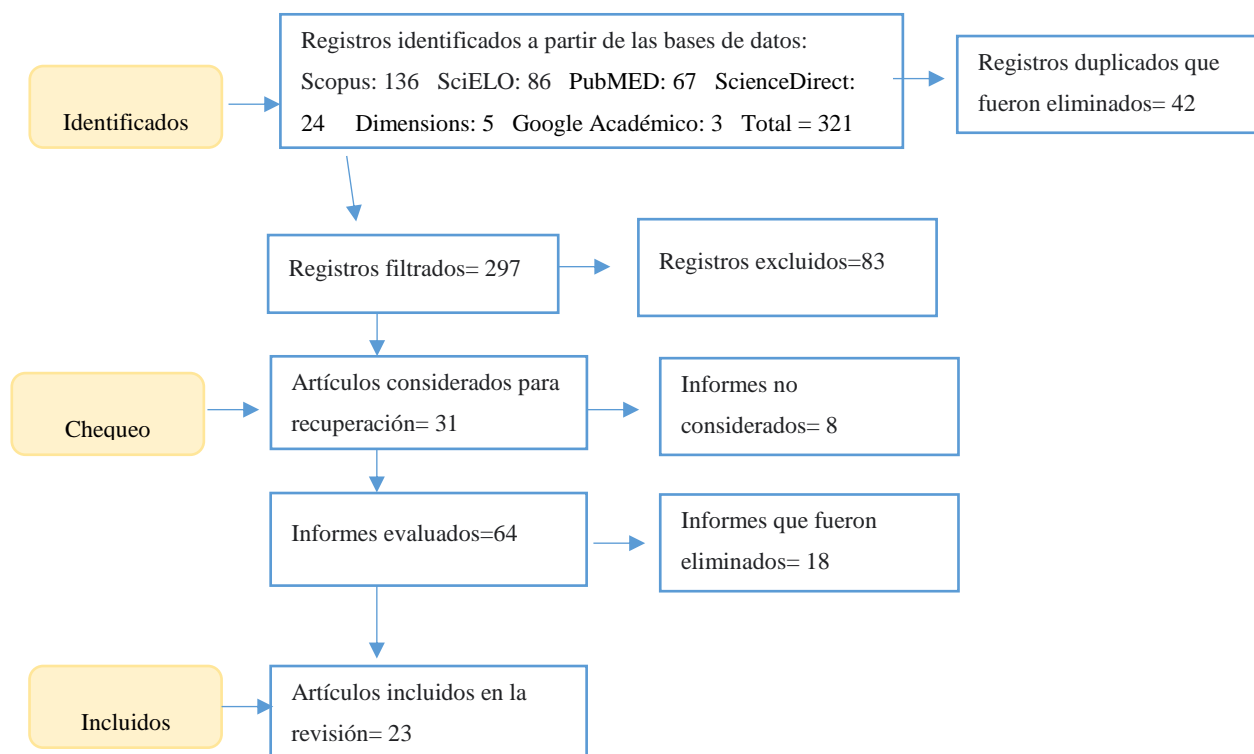 Registros identificados a partir de las bases de datos:
Scopus: 136 SciELO: 86 PubMED: 67 ScienceDirect:
24 Dimensions: 5 Google Académico: 3 Total = 321
Registros duplicados que
fueron eliminados= 42
Identificados
Registros filtrados= 297
Registros excluidos=83
Artículos considerados para
recuperación= 31
Informes no
considerados= 8
Chequeo
Informes evaluados=64
Informes que fueron
eliminados= 18
Artículos incluidos en la
revisión= 23
Incluidos